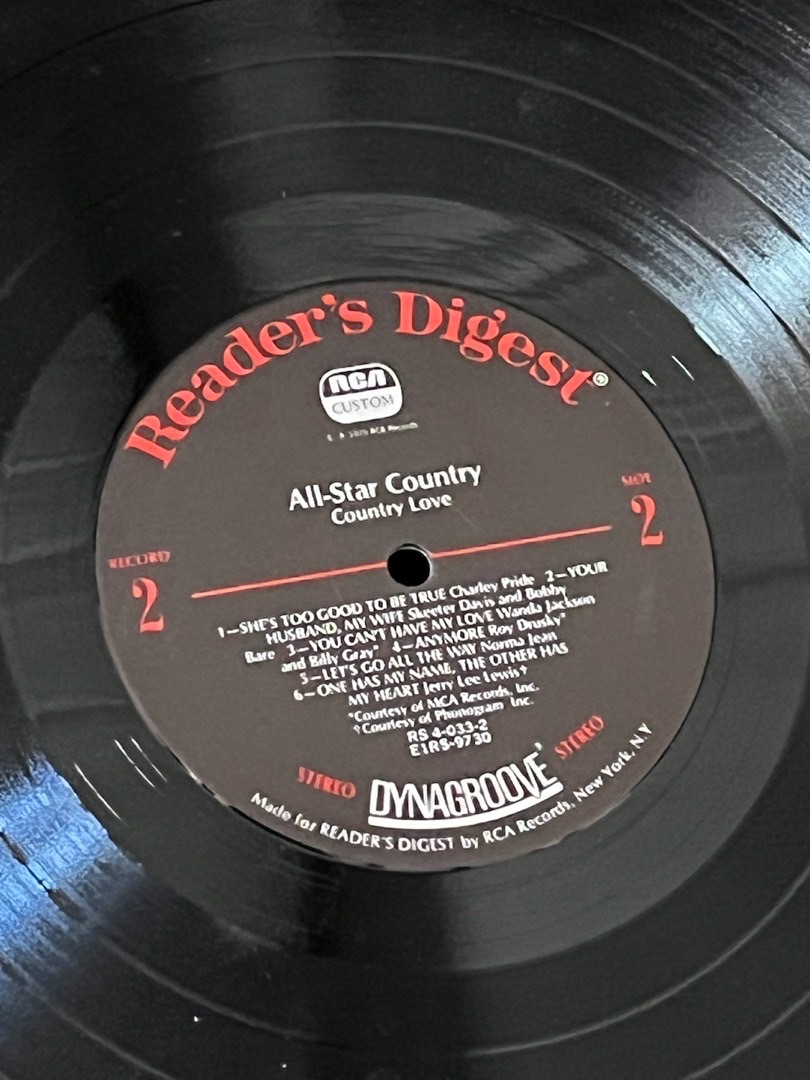 Reader's Digest®
RCA
CUSTOM
RCA Records
All-Star Country
Country Love
RECORD
2
SIDE
2
1—SHE'S TOO GOOD TO BE TRUE Charley Pride 2—YOUR
HUSBAND, MY WIFE Skeeter Davis and Bobby
Bare 3—YOU CAN'T HAVE MY LOVE Wanda Jackson
and Billy Gray* 4—ANYMORE Roy Drusky*
5—LET'S GO ALL THE WAY Norma Jean
6—ONE HAS MY NAME, THE OTHER HAS
MY HEART Jerry Lee Lewis†
*Courtesy of MCA Records, Inc.
†Courtesy of Phonogram Inc.
RS 4-033-2
E1RS-9730
STEREO
DYNAGROOVE
STEREO
Made for READER'S DIGEST by RCA Records, New York, N.Y.